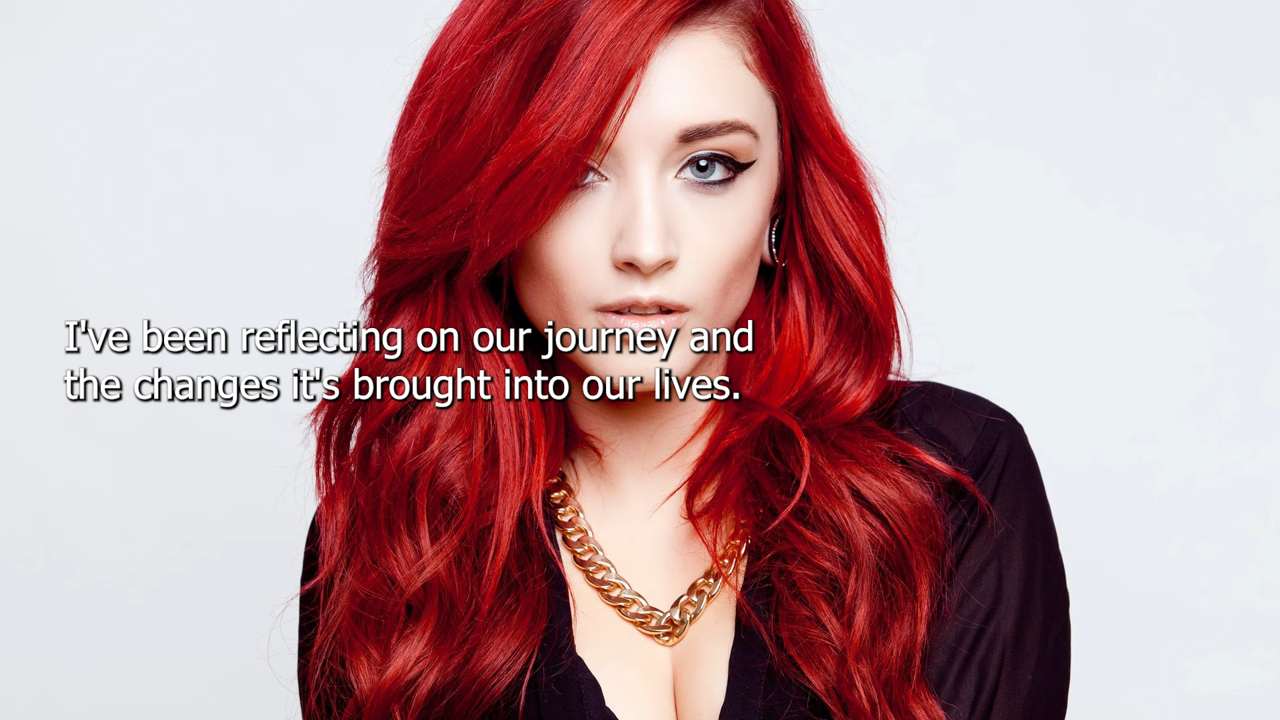 I've been reflecting on our journey and
the changes it's brought into our lives.